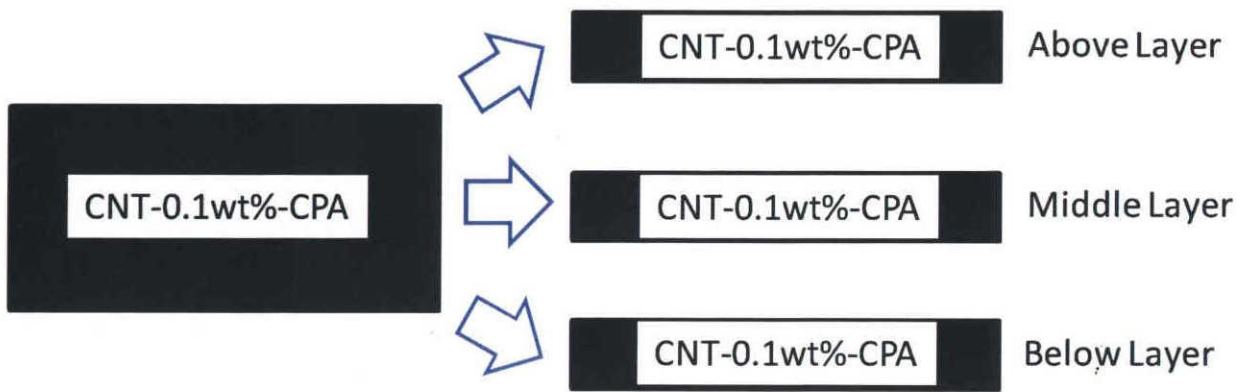 CNT-0.1wt%-CPA
CNT-0.1wt%-CPA Above Layer
CNT-0.1wt%-CPA Middle Layer
CNT-0.1wt%-CPA Below Layer